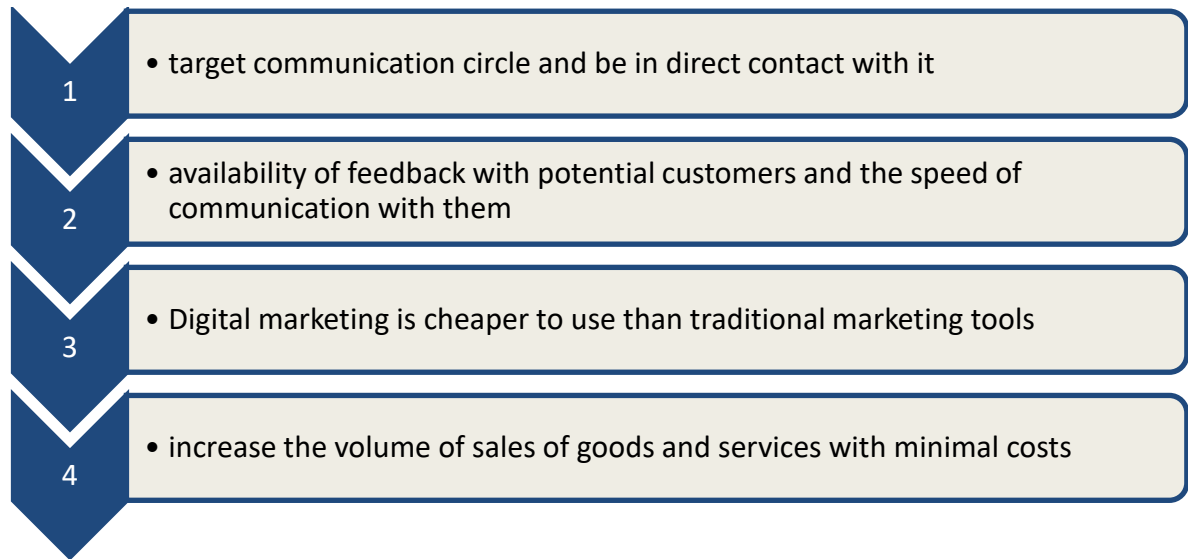 1
• target communication circle and be in direct contact with it
2
• availability of feedback with potential customers and the speed of
communication with them
3
• Digital marketing is cheaper to use than traditional marketing tools
4
• increase the volume of sales of goods and services with minimal costs